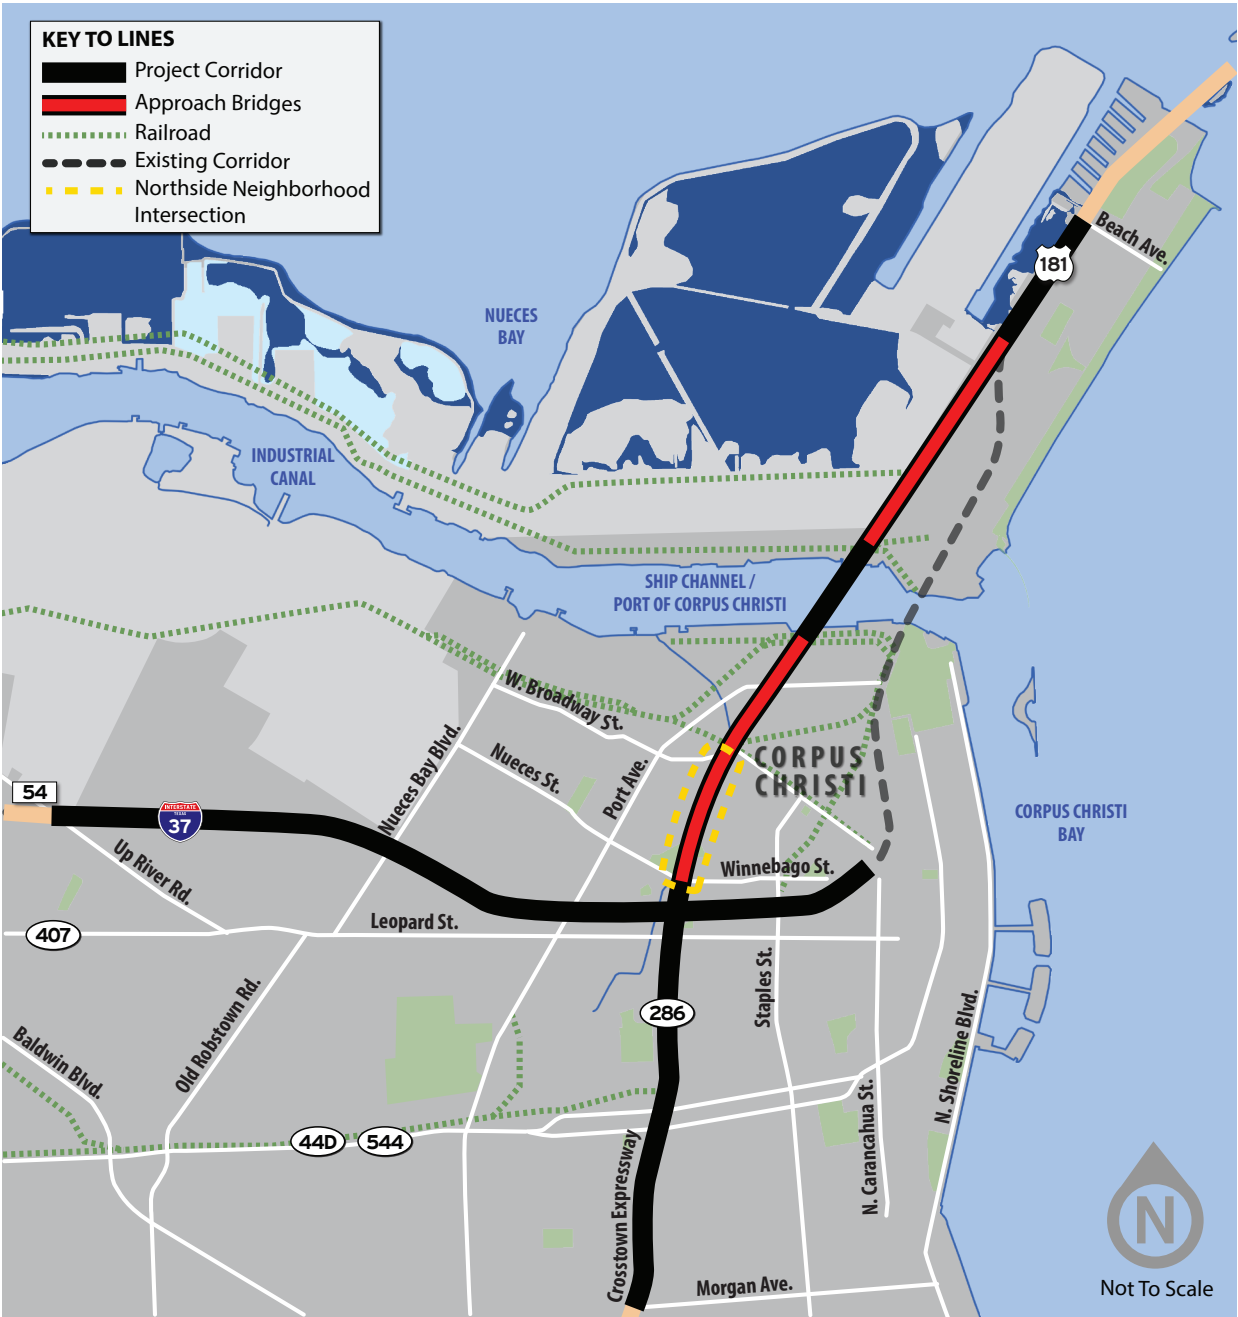 KEY TO LINES
Project Corridor
Approach Bridges
Railroad
Existing Corridor
Northside Neighborhood
Intersection
Beach Ave.
181
NUECES
BAY
INDUSTRIAL
CANAL
SHIP CHANNEL /
PORT OF CORPUS CHRISTI
W. Broadway St.
Nueces Bay Blvd.
Nueces St.
Port Ave.
CORPUS
CHRISTI
54
INTERSTATE
TEXAS
37
CORPUS CHRISTI
BAY
Up River Rd.
Winnebago St.
Leopard St.
407
Staples St.
286
Old Robstown Rd.
Baldwin Blvd.
N. Shoreline Blvd.
N. Carancahua St.
44D
544
Crosstown Expressway
Morgan Ave.
N
Not To Scale